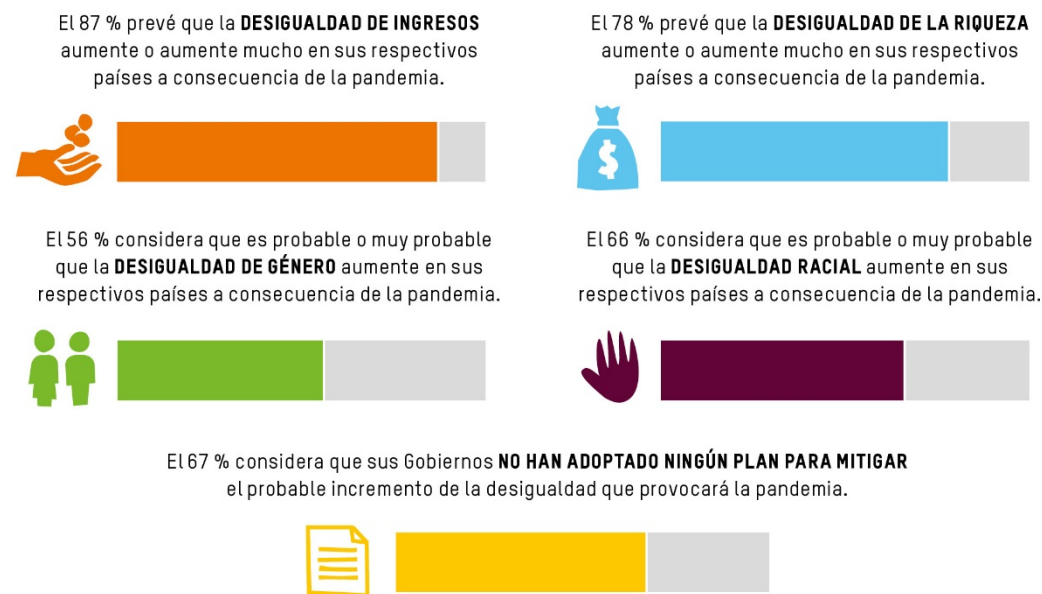 El 87 % prevé que la DESIGUALDAD DE INGRESOS
aumente o aumente mucho en sus respectivos
países a consecuencia de la pandemia.
El 78 % prevé que la DESIGUALDAD DE LA RIQUEZA
aumente o aumente mucho en sus respectivos
países a consecuencia de la pandemia.
$
El 56 % considera que es probable o muy probable
que la DESIGUALDAD DE GÉNERO aumente en sus
respectivos países a consecuencia de la pandemia.
El 66 % considera que es probable o muy probable
que la DESIGUALDAD RACIAL aumente en sus
respectivos países a consecuencia de la pandemia.
El 67 % considera que sus Gobiernos NO HAN ADOPTADO NINGÚN PLAN PARA MITIGAR
el probable incremento de la desigualdad que provocará la pandemia.